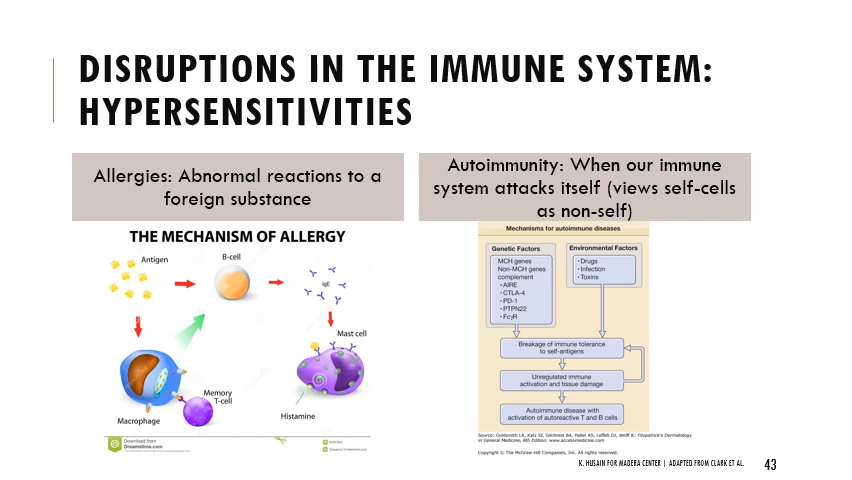 DISRUPTIONS IN THE IMMUNE SYSTEM:
HYPERSENSITIVITIES
Allergies: Abnormal reactions to a
foreign substance
Autoimmunity: When our immune
system attacks itself (views self-cells
as non-self)
THE MECHANISM OF ALLERGY
Antigen
B-cell
IgE
Mast cell
Memory
T-cell
Macrophage
Histamine
Download from
Dreamstime.com
Mechanisms for autoimmune diseases
Genetic Factors
MCH genes
Non-MCH genes
complement
• AIRE
• CTLA-4
• PD-1
• PTPN22
• FcγR
Environmental Factors
• Drugs
• Infection
• Toxins
Breakage of immune tolerance
to self-antigens
Unregulated immune
activation and tissue damage
Autoimmune disease with
activation of autoreactive T and B cells
Source: Goldsmith LA, Katz SI, Gilchrest BA, Paller AS, Leffell DJ, Wolff K: Fitzpatrick's Dermatology
in General Medicine, 8th Edition: www.accessmedicine.com
Copyright © The McGraw-Hill Companies, Inc. All rights reserved.
K. HUSAIN FOR MADERA CENTER | ADAPTED FROM CLARK ET AL.
43